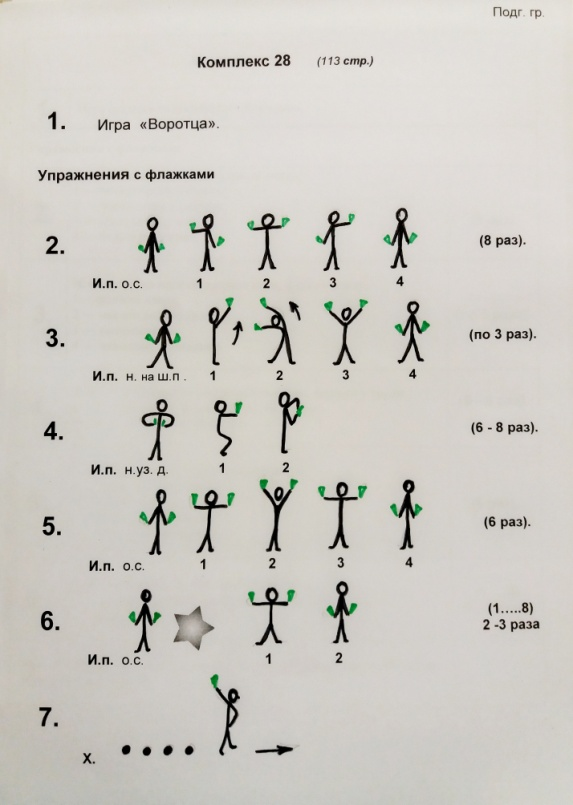 Подг. гр.
Комплекс 28 (113 стр.)
1. Игра «Воротца».
Упражнения с флажками
2. (8 раз).
И.п. о.с. 1 2 3 4
3. (по 3 раз).
И.п. н. на ш.п . 1 2 3 4
4. (6 - 8 раз).
И.п. н.уз. д. 1 2
5. (6 раз).
И.п. о.с. 1 2 3 4
6. (1.....8)
2 -3 раза
И.п. о.с. 1 2
7.
Х.